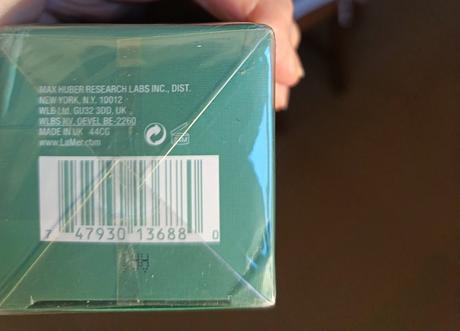 MAX HUBER RESEARCH LABS INC., DIST.
NEW YORK, N.Y. 10012
WLB Ltd. GU32 3DD, UK
WLBS NV, OEVEL BE-2260
MADE IN UK 44CG
www.LaMer.com
7 47930 13688 0